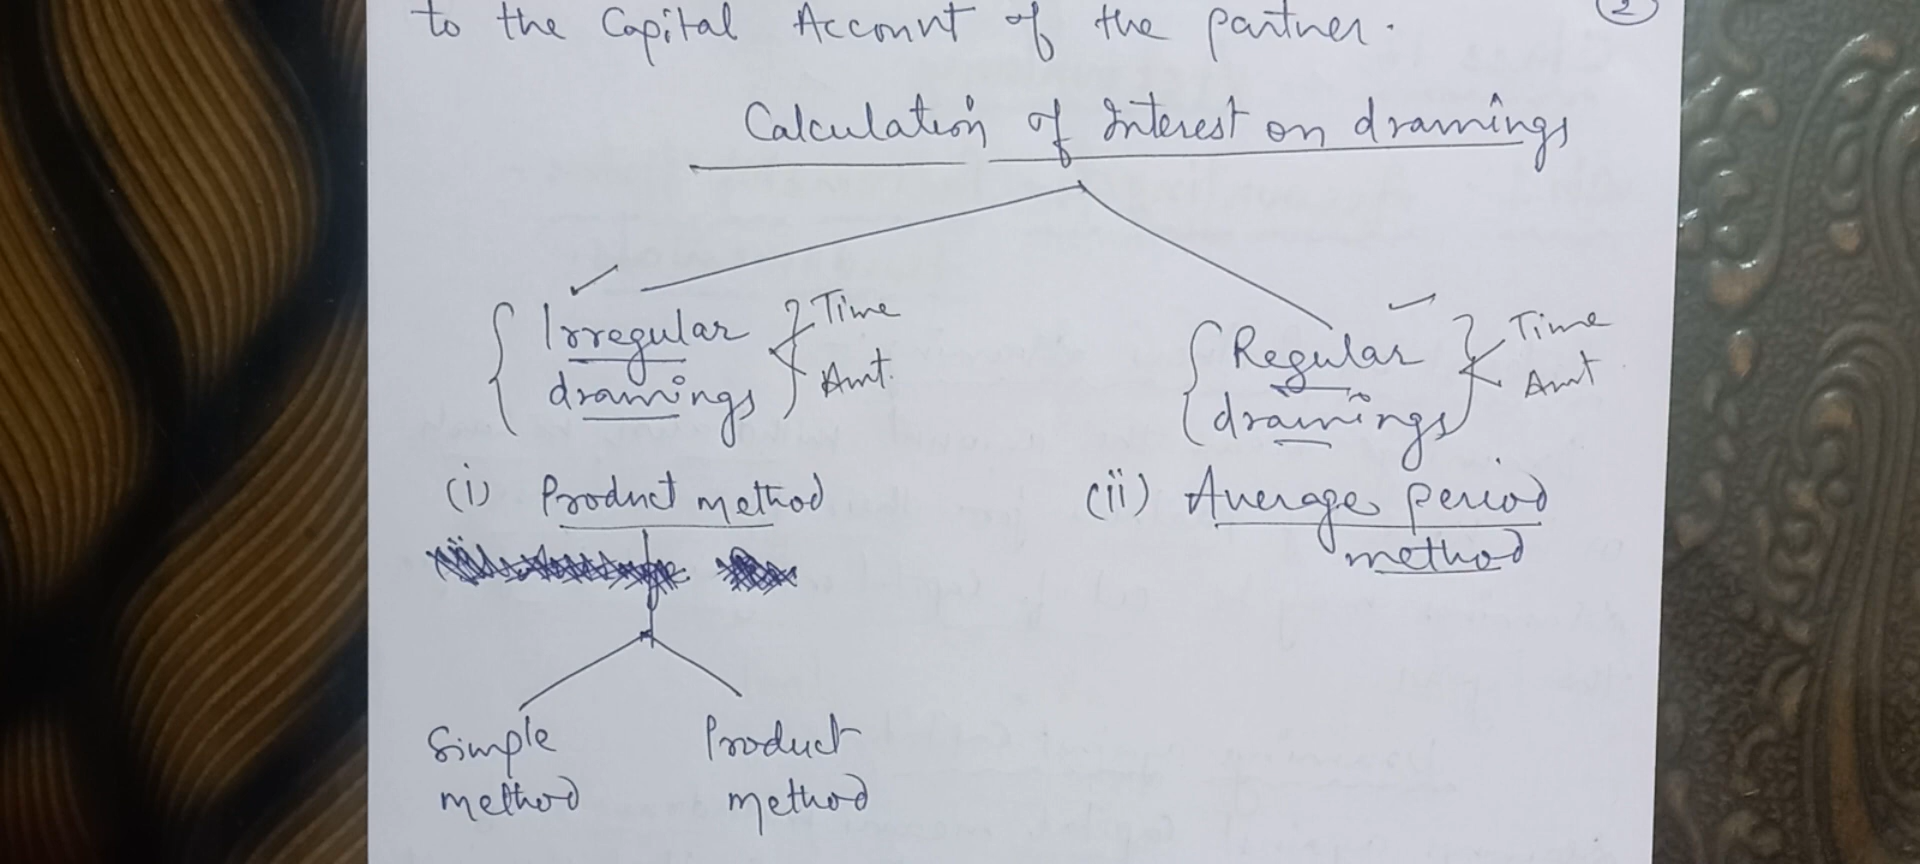 to the Capital Account of the partner.
2
Calculation of Interest on drawings
Irregular
drawings
Time
Amt.
Regular
drawings
Time
Amt
(i) Product method
(ii) Average period
method
Simple
method
Product
method